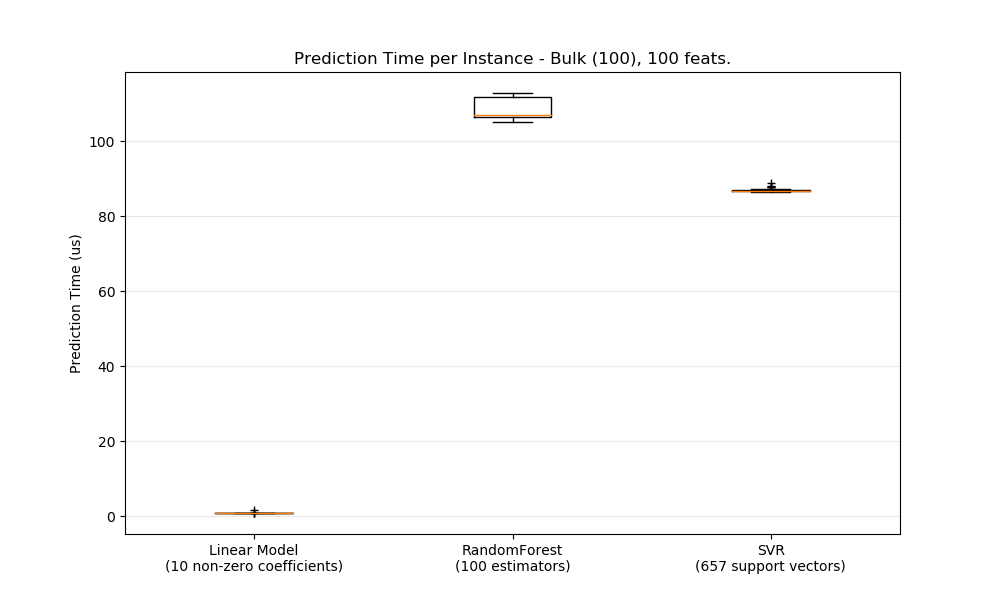 Prediction Time per Instance - Bulk (100), 100 feats.
Prediction Time (us)
100
80
60
40
20
0
Linear Model
(10 non-zero coefficients)
RandomForest
(100 estimators)
SVR
(657 support vectors)